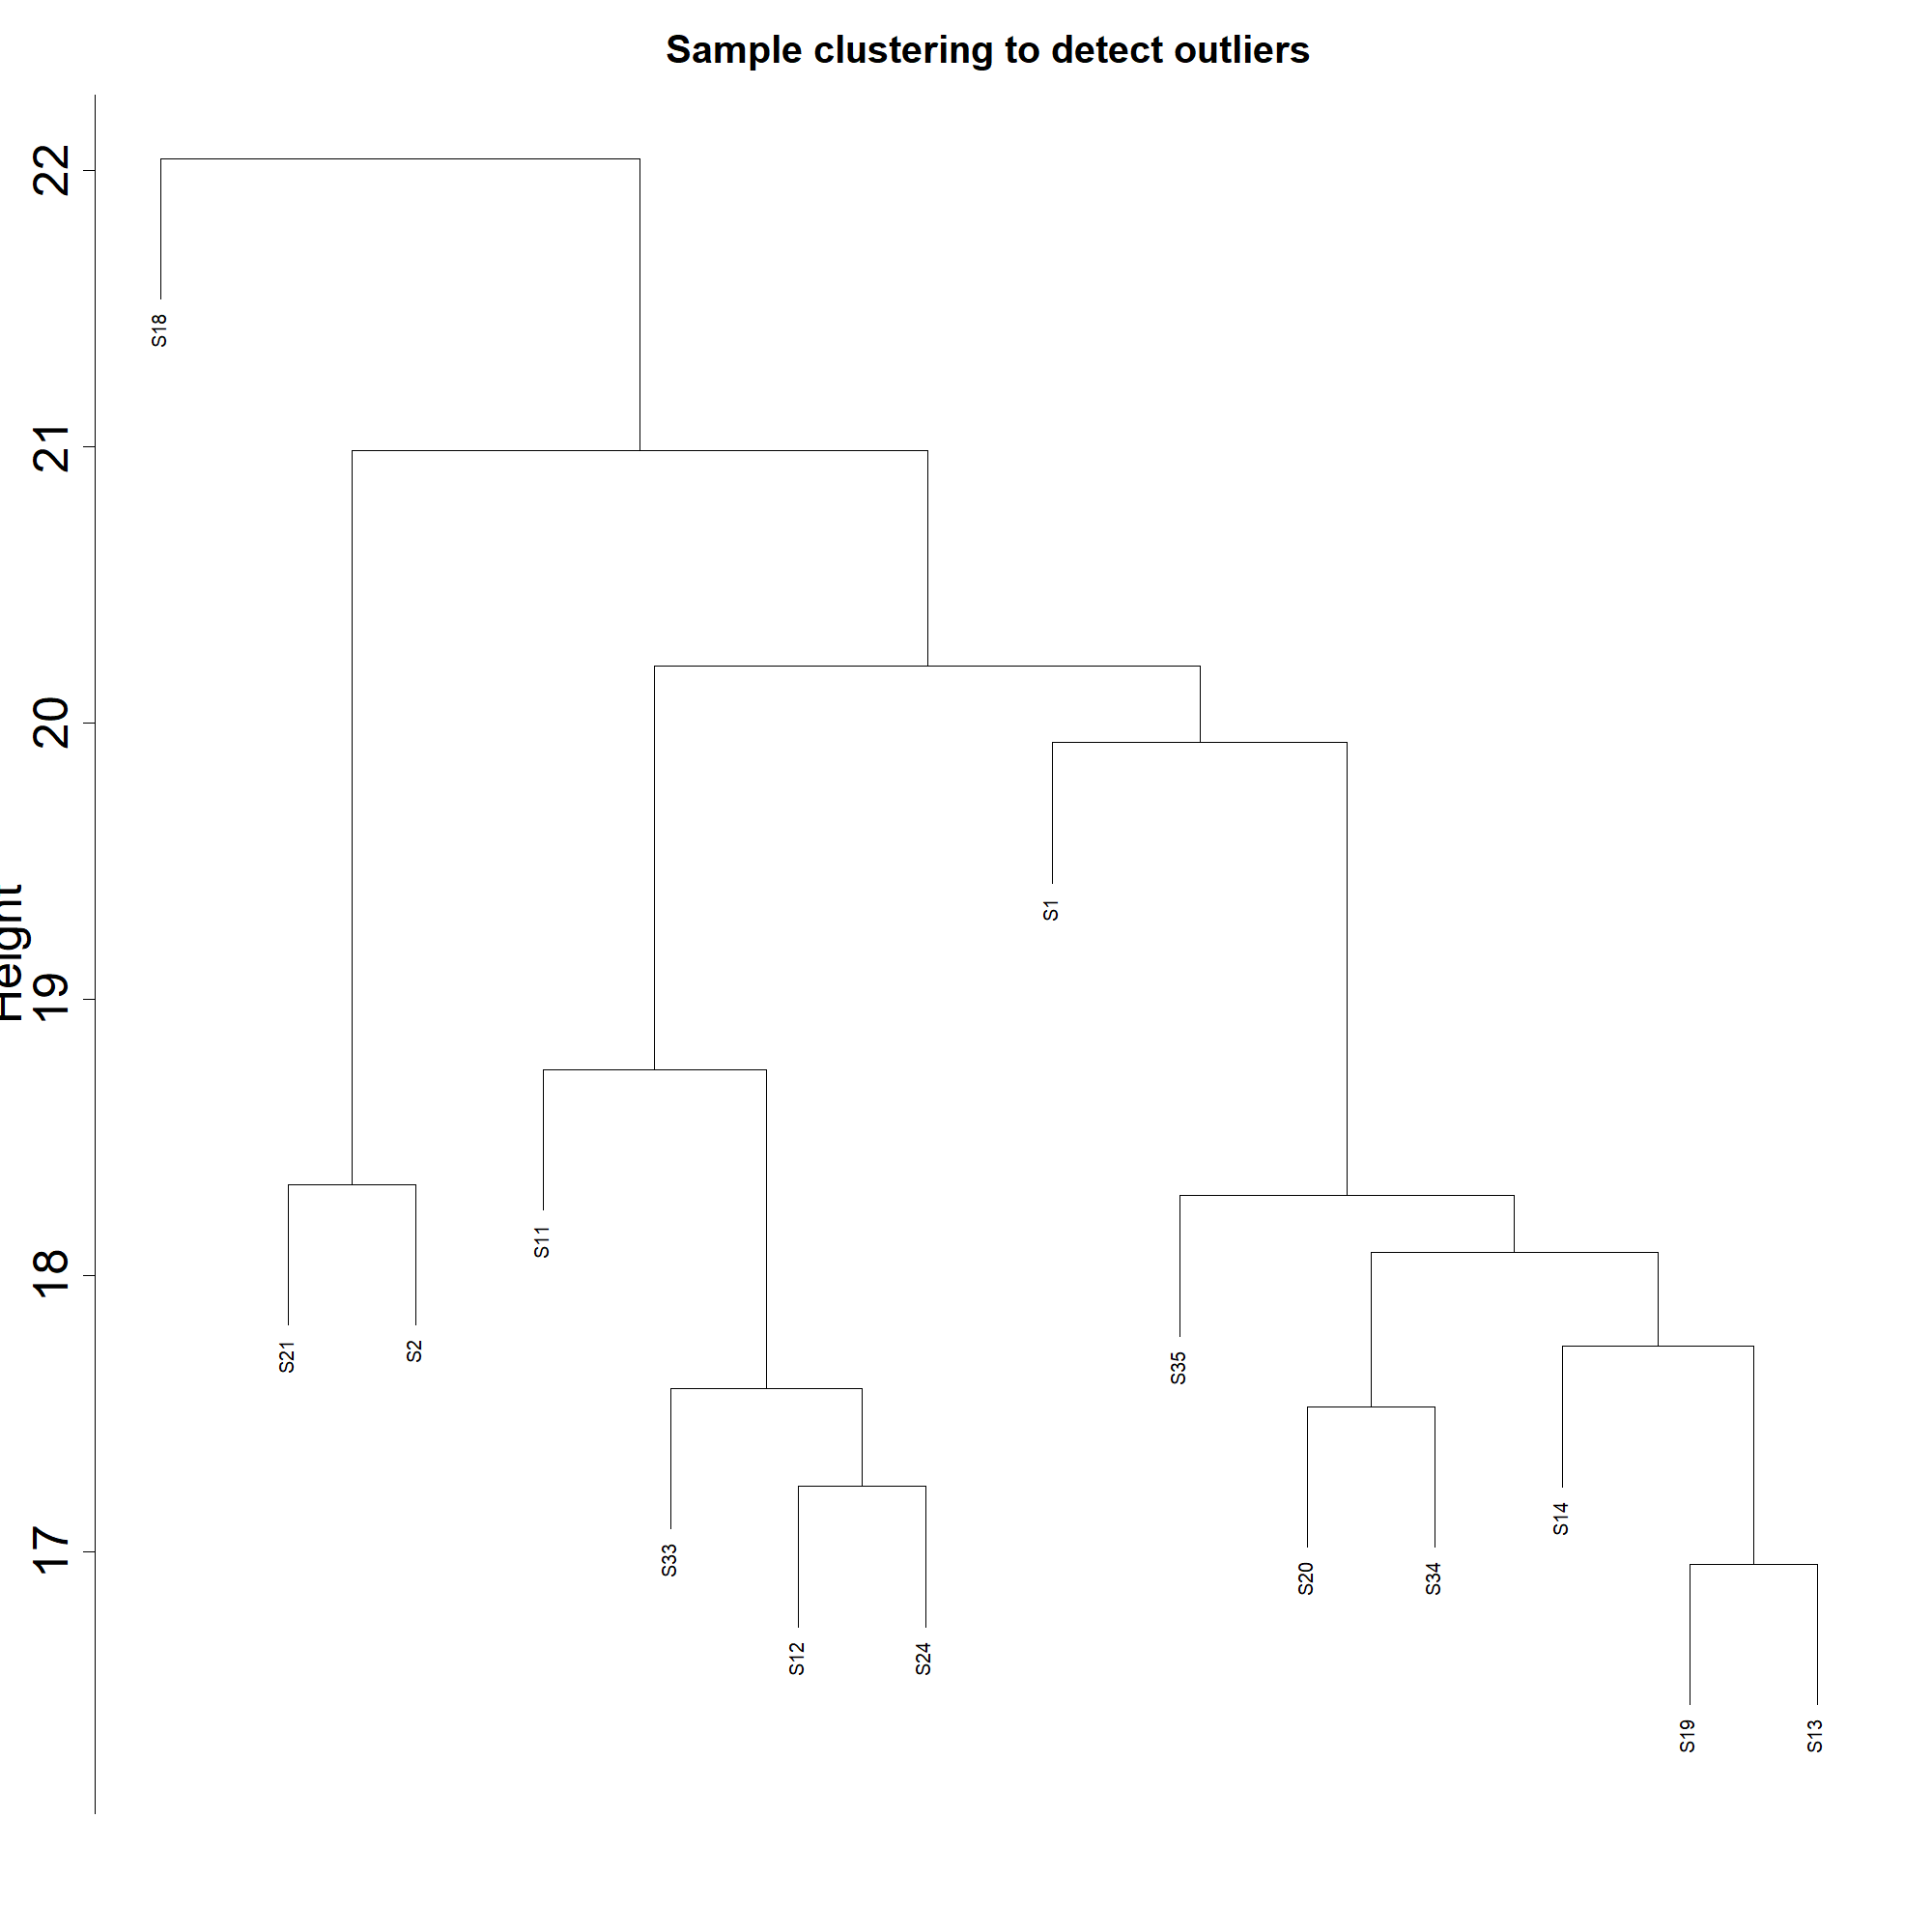 Sample clustering to detect outliers
Height
22
21
20
19
18
17
S18
S21
S2
S11
S33
S12
S24
S1
S35
S20
S34
S14
S19
S13